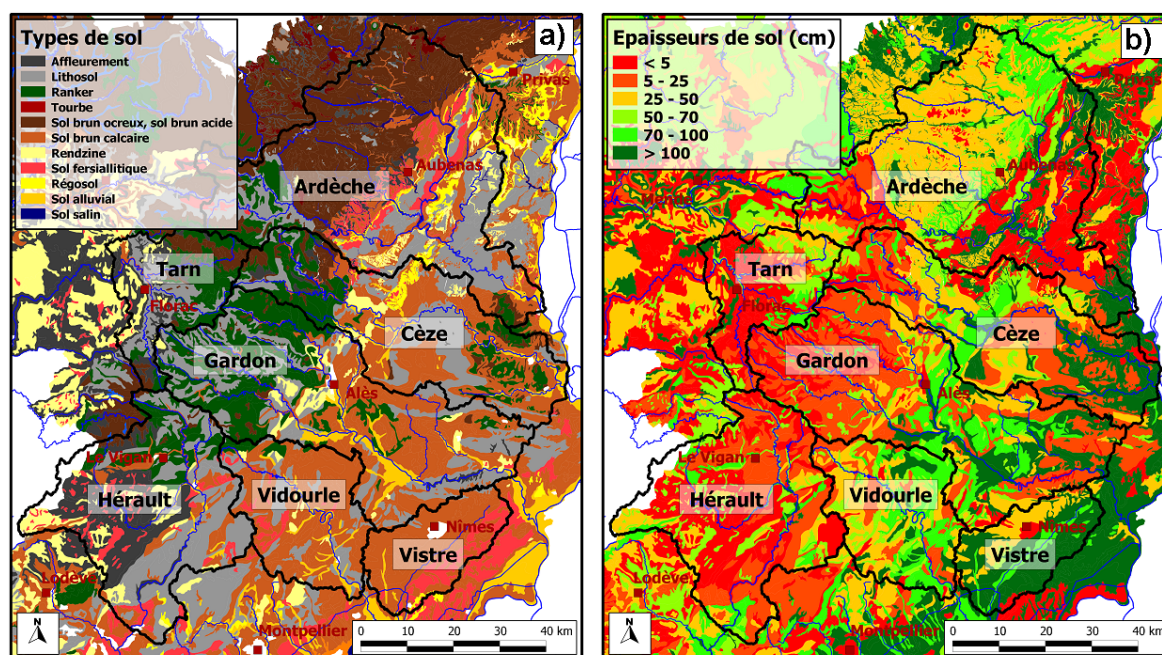 Types de sol
a)
Affleurement
Lithosol
Ranker
Tourbe
Sol brun ocreux, sol brun acide
Sol brun calcaire
Rendzine
Sol fersiallitique
Régosol
Sol alluvial
Sol salin
Privas
Aubenas
Ardèche
Tarn
Florac
Cèze
Gardon
Alès
Le Vigan
Hérault
Vidourle
Nîmes
Vistre
Lodève
Montpellier
N
0 10 20 30 40 km
Epaisseurs de sol (cm)
b)
< 5
5 - 25
25 - 50
50 - 70
70 - 100
> 100
Privas
Aubenas
Ardèche
Mende
Tarn
Florac
Cèze
Gardon
Alès
Le Vigan
Hérault
Vidourle
Nîmes
Vistre
Lodève
Montpellier
N
0 10 20 30 40 km